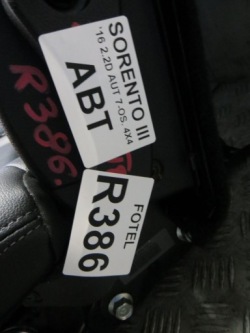 SORENTO III
'16 2.2D AUT 7-OS. 4X4
ABT
FOTEL
R386
R386.